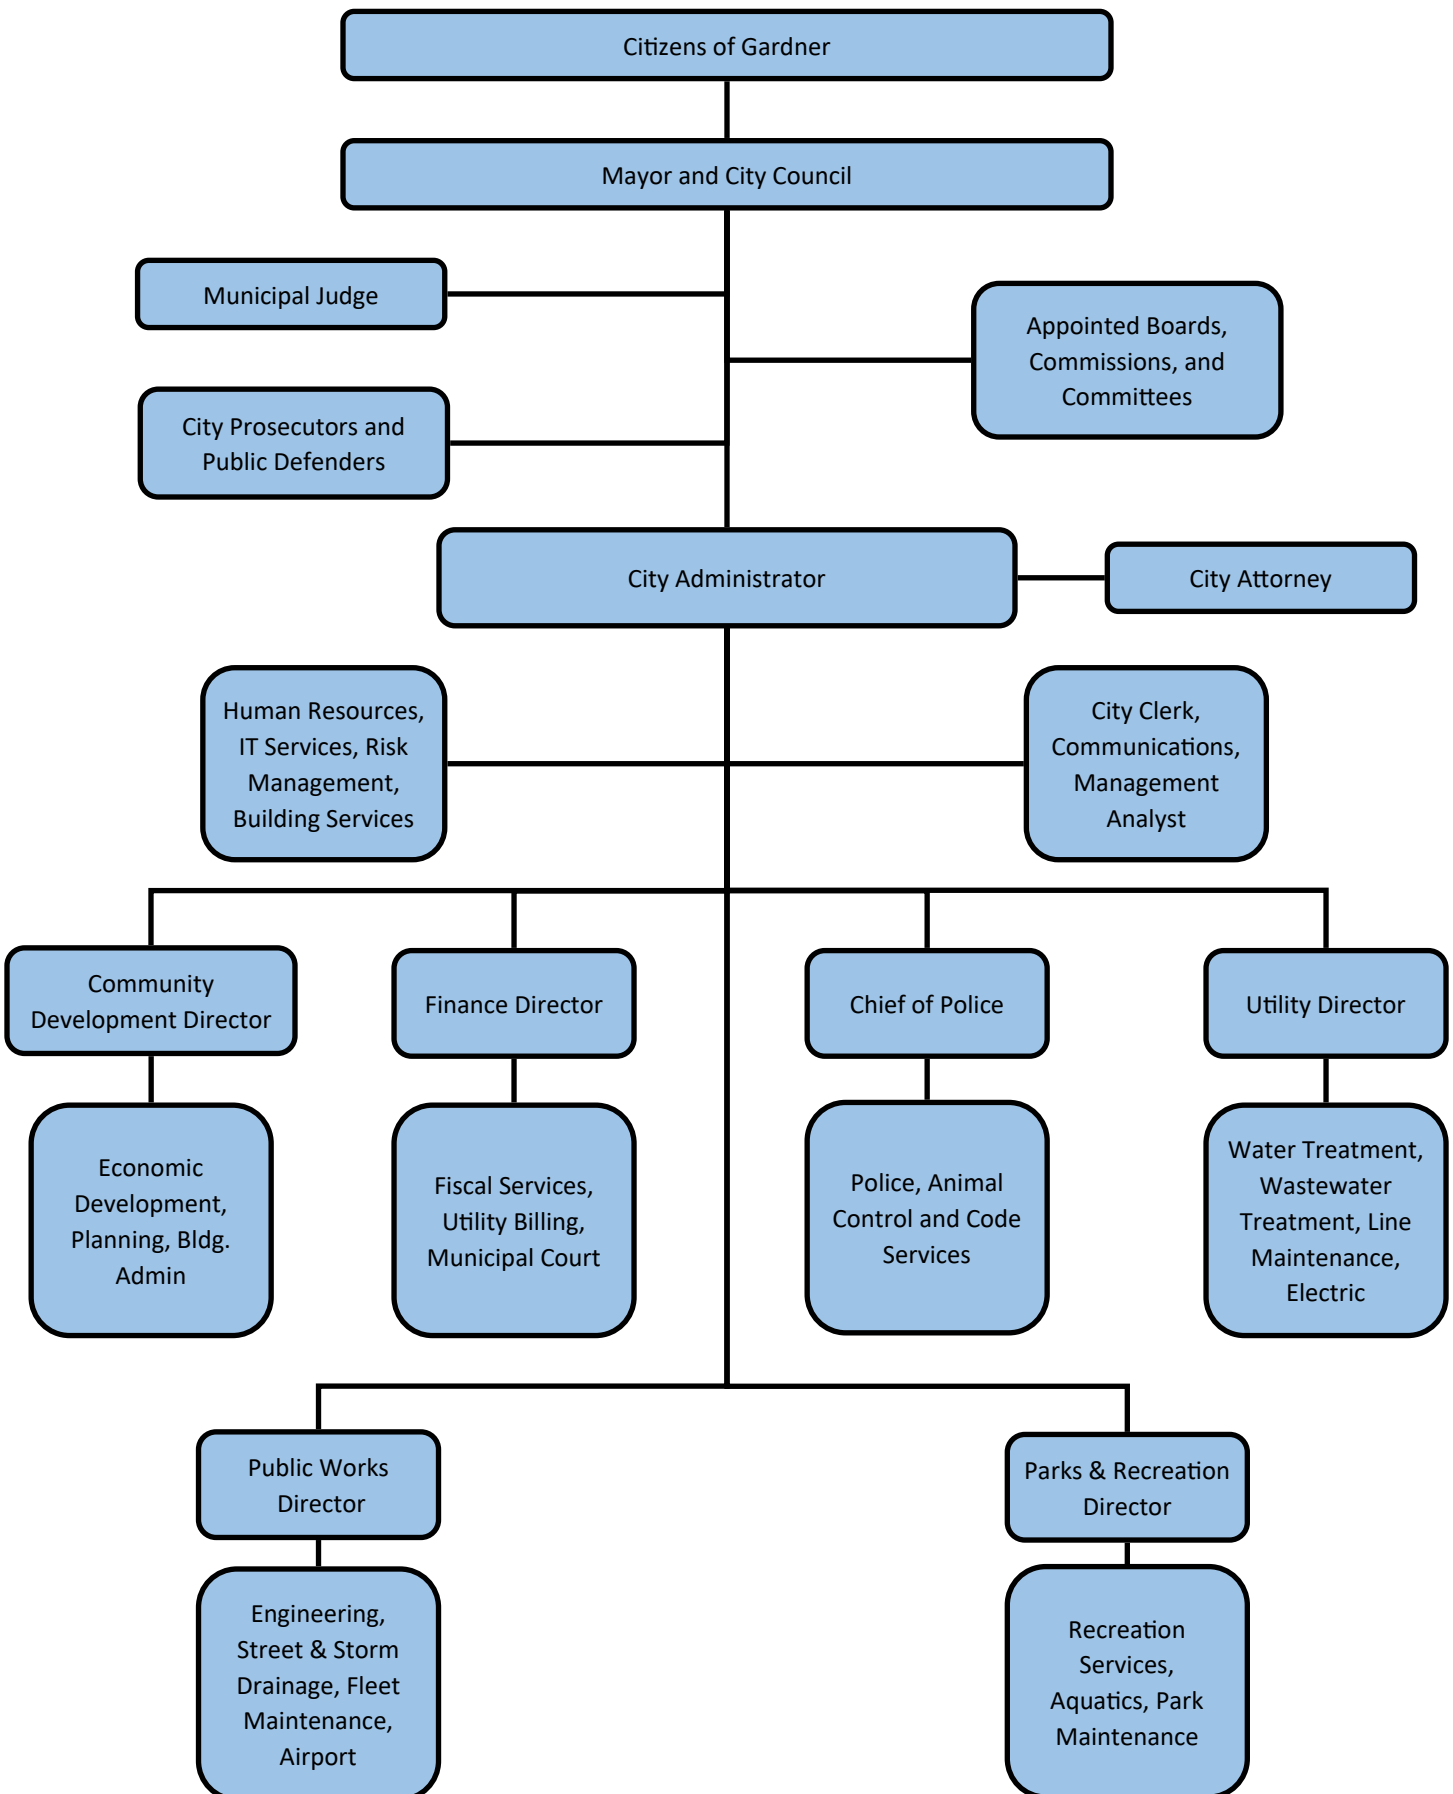 Citizens of Gardner
Mayor and City Council
Municipal Judge
Appointed Boards,
Commissions, and
Committees
City Prosecutors and
Public Defenders
City Administrator
City Attorney
Human Resources,
IT Services, Risk
Management,
Building Services
City Clerk,
Communications,
Management
Analyst
Community
Development Director
Finance Director
Chief of Police
Utility Director
Economic
Development,
Planning, Bldg.
Admin
Fiscal Services,
Utility Billing,
Municipal Court
Police, Animal
Control and Code
Services
Water Treatment,
Wastewater
Treatment, Line
Maintenance,
Electric
Public Works
Director
Parks & Recreation
Director
Engineering,
Street & Storm
Drainage, Fleet
Maintenance,
Airport
Recreation
Services,
Aquatics, Park
Maintenance